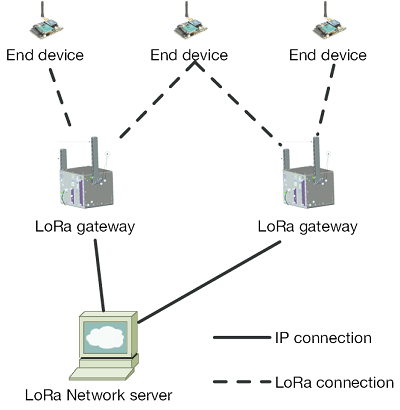 End device
End device
End device
LoRa gateway
LoRa gateway
IP connection
LoRa Network server
LoRa connection